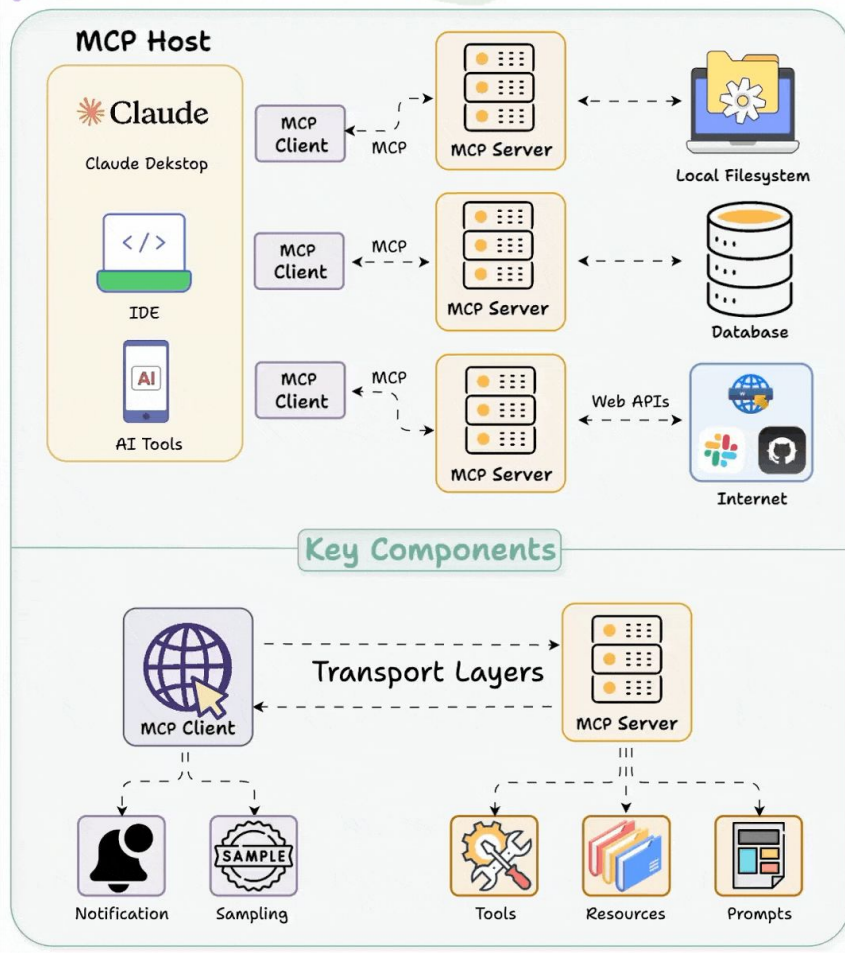 MCP Host
Claude
Claude Dekstop
IDE
AI
AI Tools
MCP
Client
MCP
MCP Server
Local Filesystem
MCP
Client
MCP
MCP Server
Database
MCP
Client
MCP
MCP Server
Web APIs
Internet
Key Components
MCP Client
Transport Layers
MCP Server
Notification
SAMPLE
Sampling
Tools
Resources
Prompts